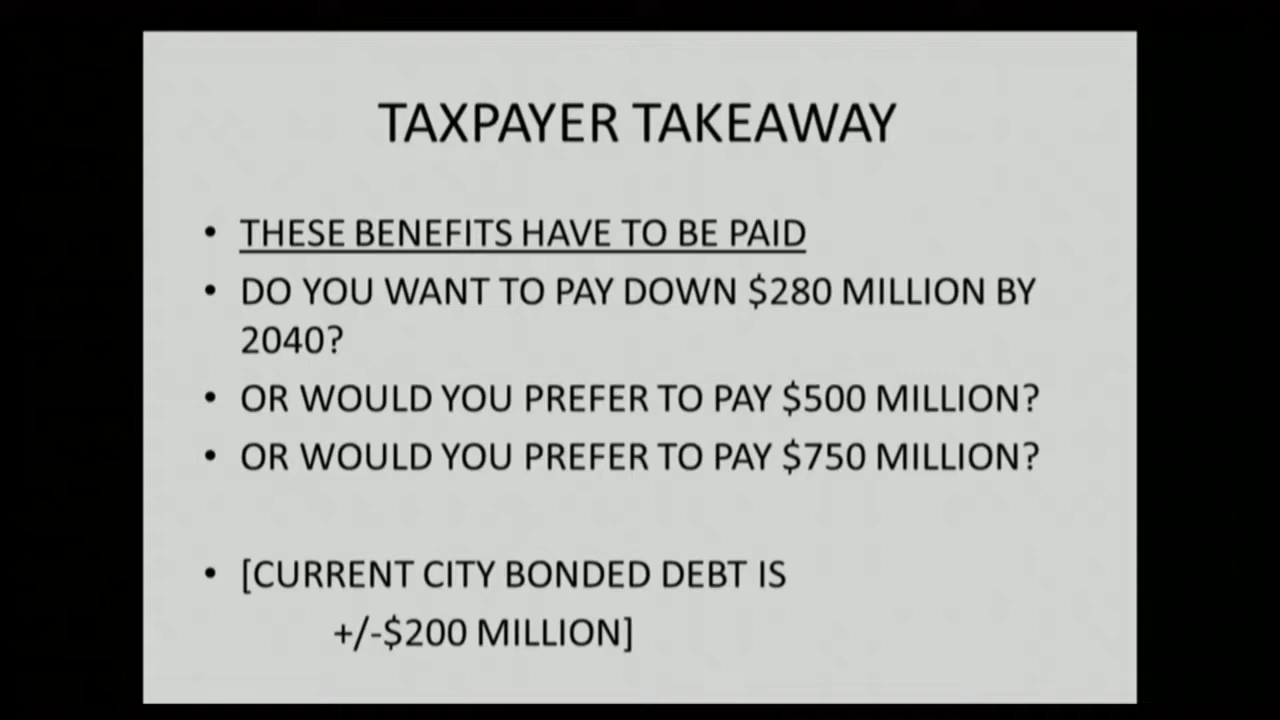 TAXPAYER TAKEAWAY
• THESE BENEFITS HAVE TO BE PAID
• DO YOU WANT TO PAY DOWN $280 MILLION BY
2040?
• OR WOULD YOU PREFER TO PAY $500 MILLION?
• OR WOULD YOU PREFER TO PAY $750 MILLION?
• [CURRENT CITY BONDED DEBT IS
+/-$200 MILLION]